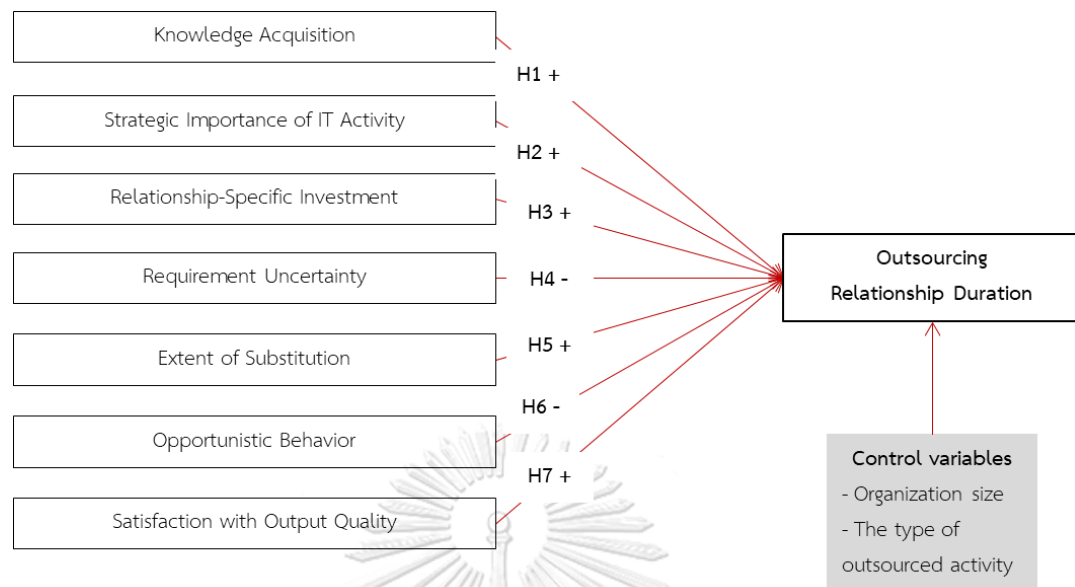 Knowledge Acquisition
H1 +
Strategic Importance of IT Activity
H2 +
Relationship-Specific Investment
H3 +
Requirement Uncertainty
H4 -
Extent of Substitution
H5 +
H6 -
Opportunistic Behavior
H7 +
Satisfaction with Output Quality
Outsourcing
Relationship Duration
Control variables
- Organization size
- The type of
outsourced activity